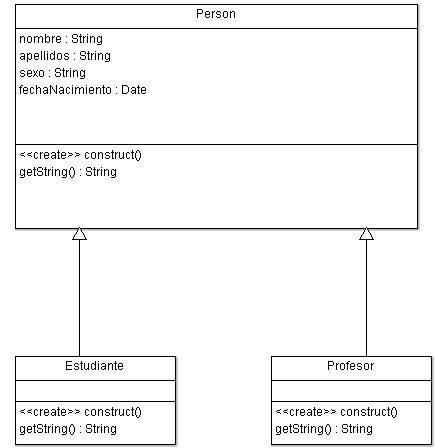 Person
nombre : String
apellidos : String
sexo : String
fechaNacimiento : Date
<<create>> construct()
getString() : String
Estudiante
<<create>> construct()
getString() : String
Profesor
<<create>> construct()
getString() : String